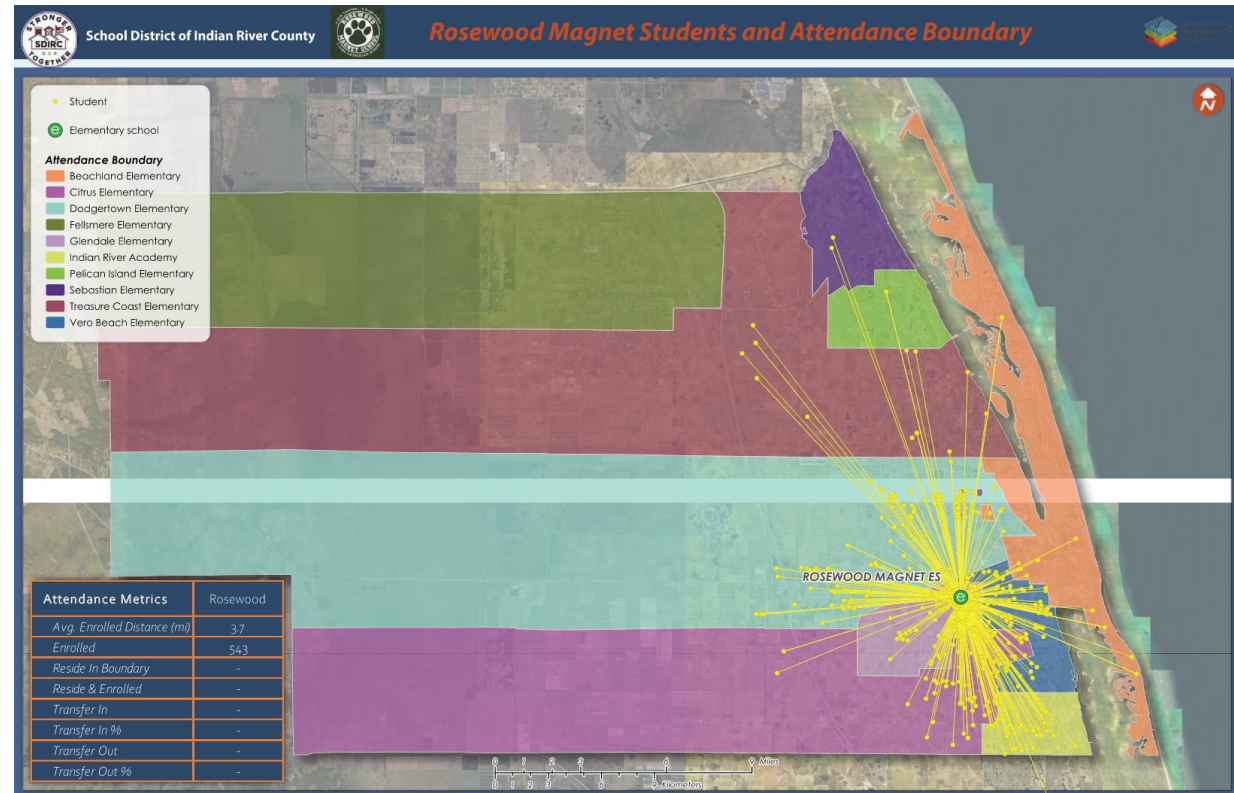 STRONGER
SDIRC
TOGETHER
School District of Indian River County
ROSEWOOD
MAGNET SCHOOL
Rosewood Magnet Students and Attendance Boundary
N
Student
e Elementary school
Attendance Boundary
Beachland Elementary
Citrus Elementary
Dodgertown Elementary
Fellsmere Elementary
Glendale Elementary
Indian River Academy
Pelican Island Elementary
Sebastian Elementary
Treasure Coast Elementary
Vero Beach Elementary
ROSEWOOD MAGNET ES
e
Attendance Metrics Rosewood
Avg. Enrolled Distance (mi) 3.7
Enrolled 543
Reside In Boundary -
Reside & Enrolled -
Transfer In -
Transfer In % -
Transfer Out -
Transfer Out % -
0 1 2 3 6 9 Miles
0 1 2 3 6 9 Kilometers